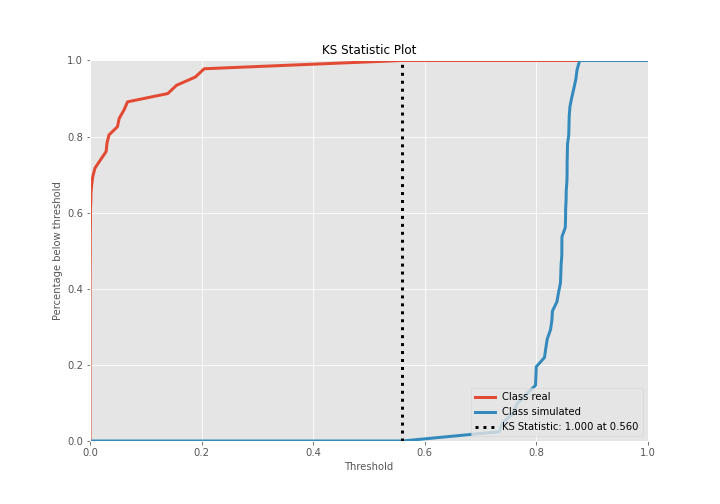 KS Statistic Plot
1.0
0.8
0.6
0.4
0.2
0.0
Percentage below threshold
0.0 0.2 0.4 0.6 0.8 1.0
Threshold
Class real
Class simulated
KS Statistic: 1.000 at 0.560